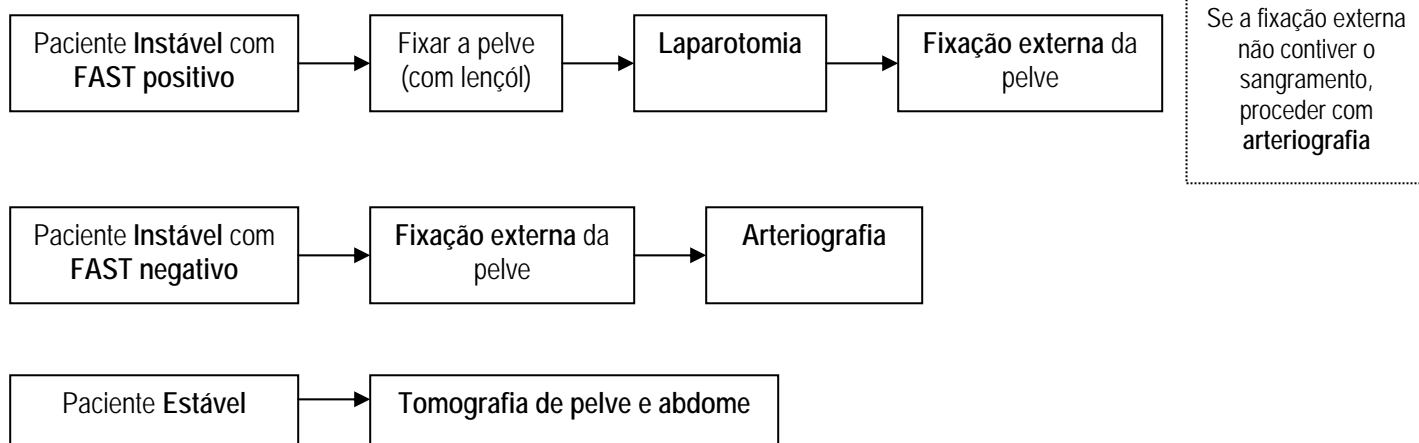 Paciente Instável com
FAST positivo
Fixar a pelve
(com lençól)
Laparotomia
Fixação externa da
pelve
Se a fixação externa
não contiver o
sangramento,
proceder com
arteriografia
Paciente Instável com
FAST negativo
Fixação externa da
pelve
Arteriografia
Paciente Estável
Tomografia de pelve e abdome